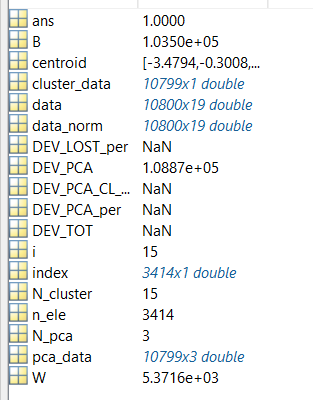 ans 1.0000
B 1.0350e+05
centroid [-3.4794,-0.3008,...
cluster_data 10799x1 double
data 10800x19 double
data_norm 10800x19 double
DEV_LOST_per NaN
DEV_PCA 1.0887e+05
DEV_PCA_CL_... NaN
DEV_PCA_per NaN
DEV_TOT NaN
i 15
index 3414x1 double
N_cluster 15
n_ele 3414
N_pca 3
pca_data 10799x3 double
W 5.3716e+03